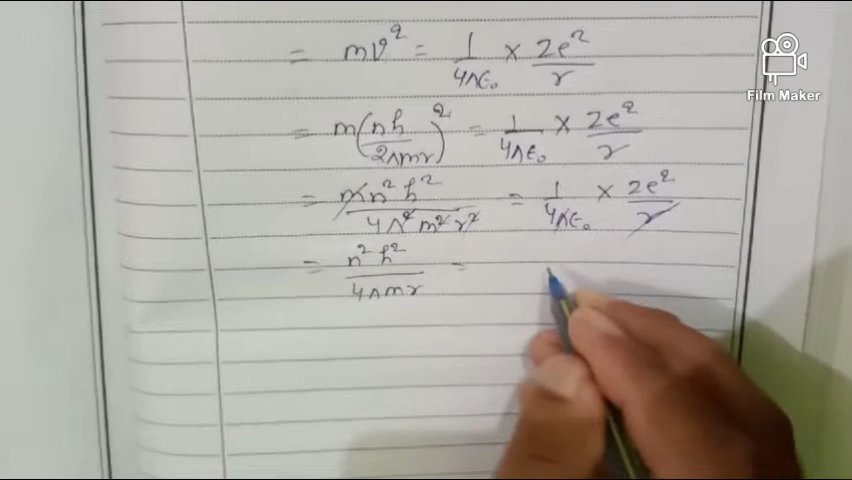 = mv² = 1/4πε₀ × Ze²/r
= m(nh/2πmr)² = 1/4πε₀ × Ze²/r
= mn²h²/4π²m²r² = 1/4πε₀ × Ze²/r
= n²h²/4πmr =
Film Maker